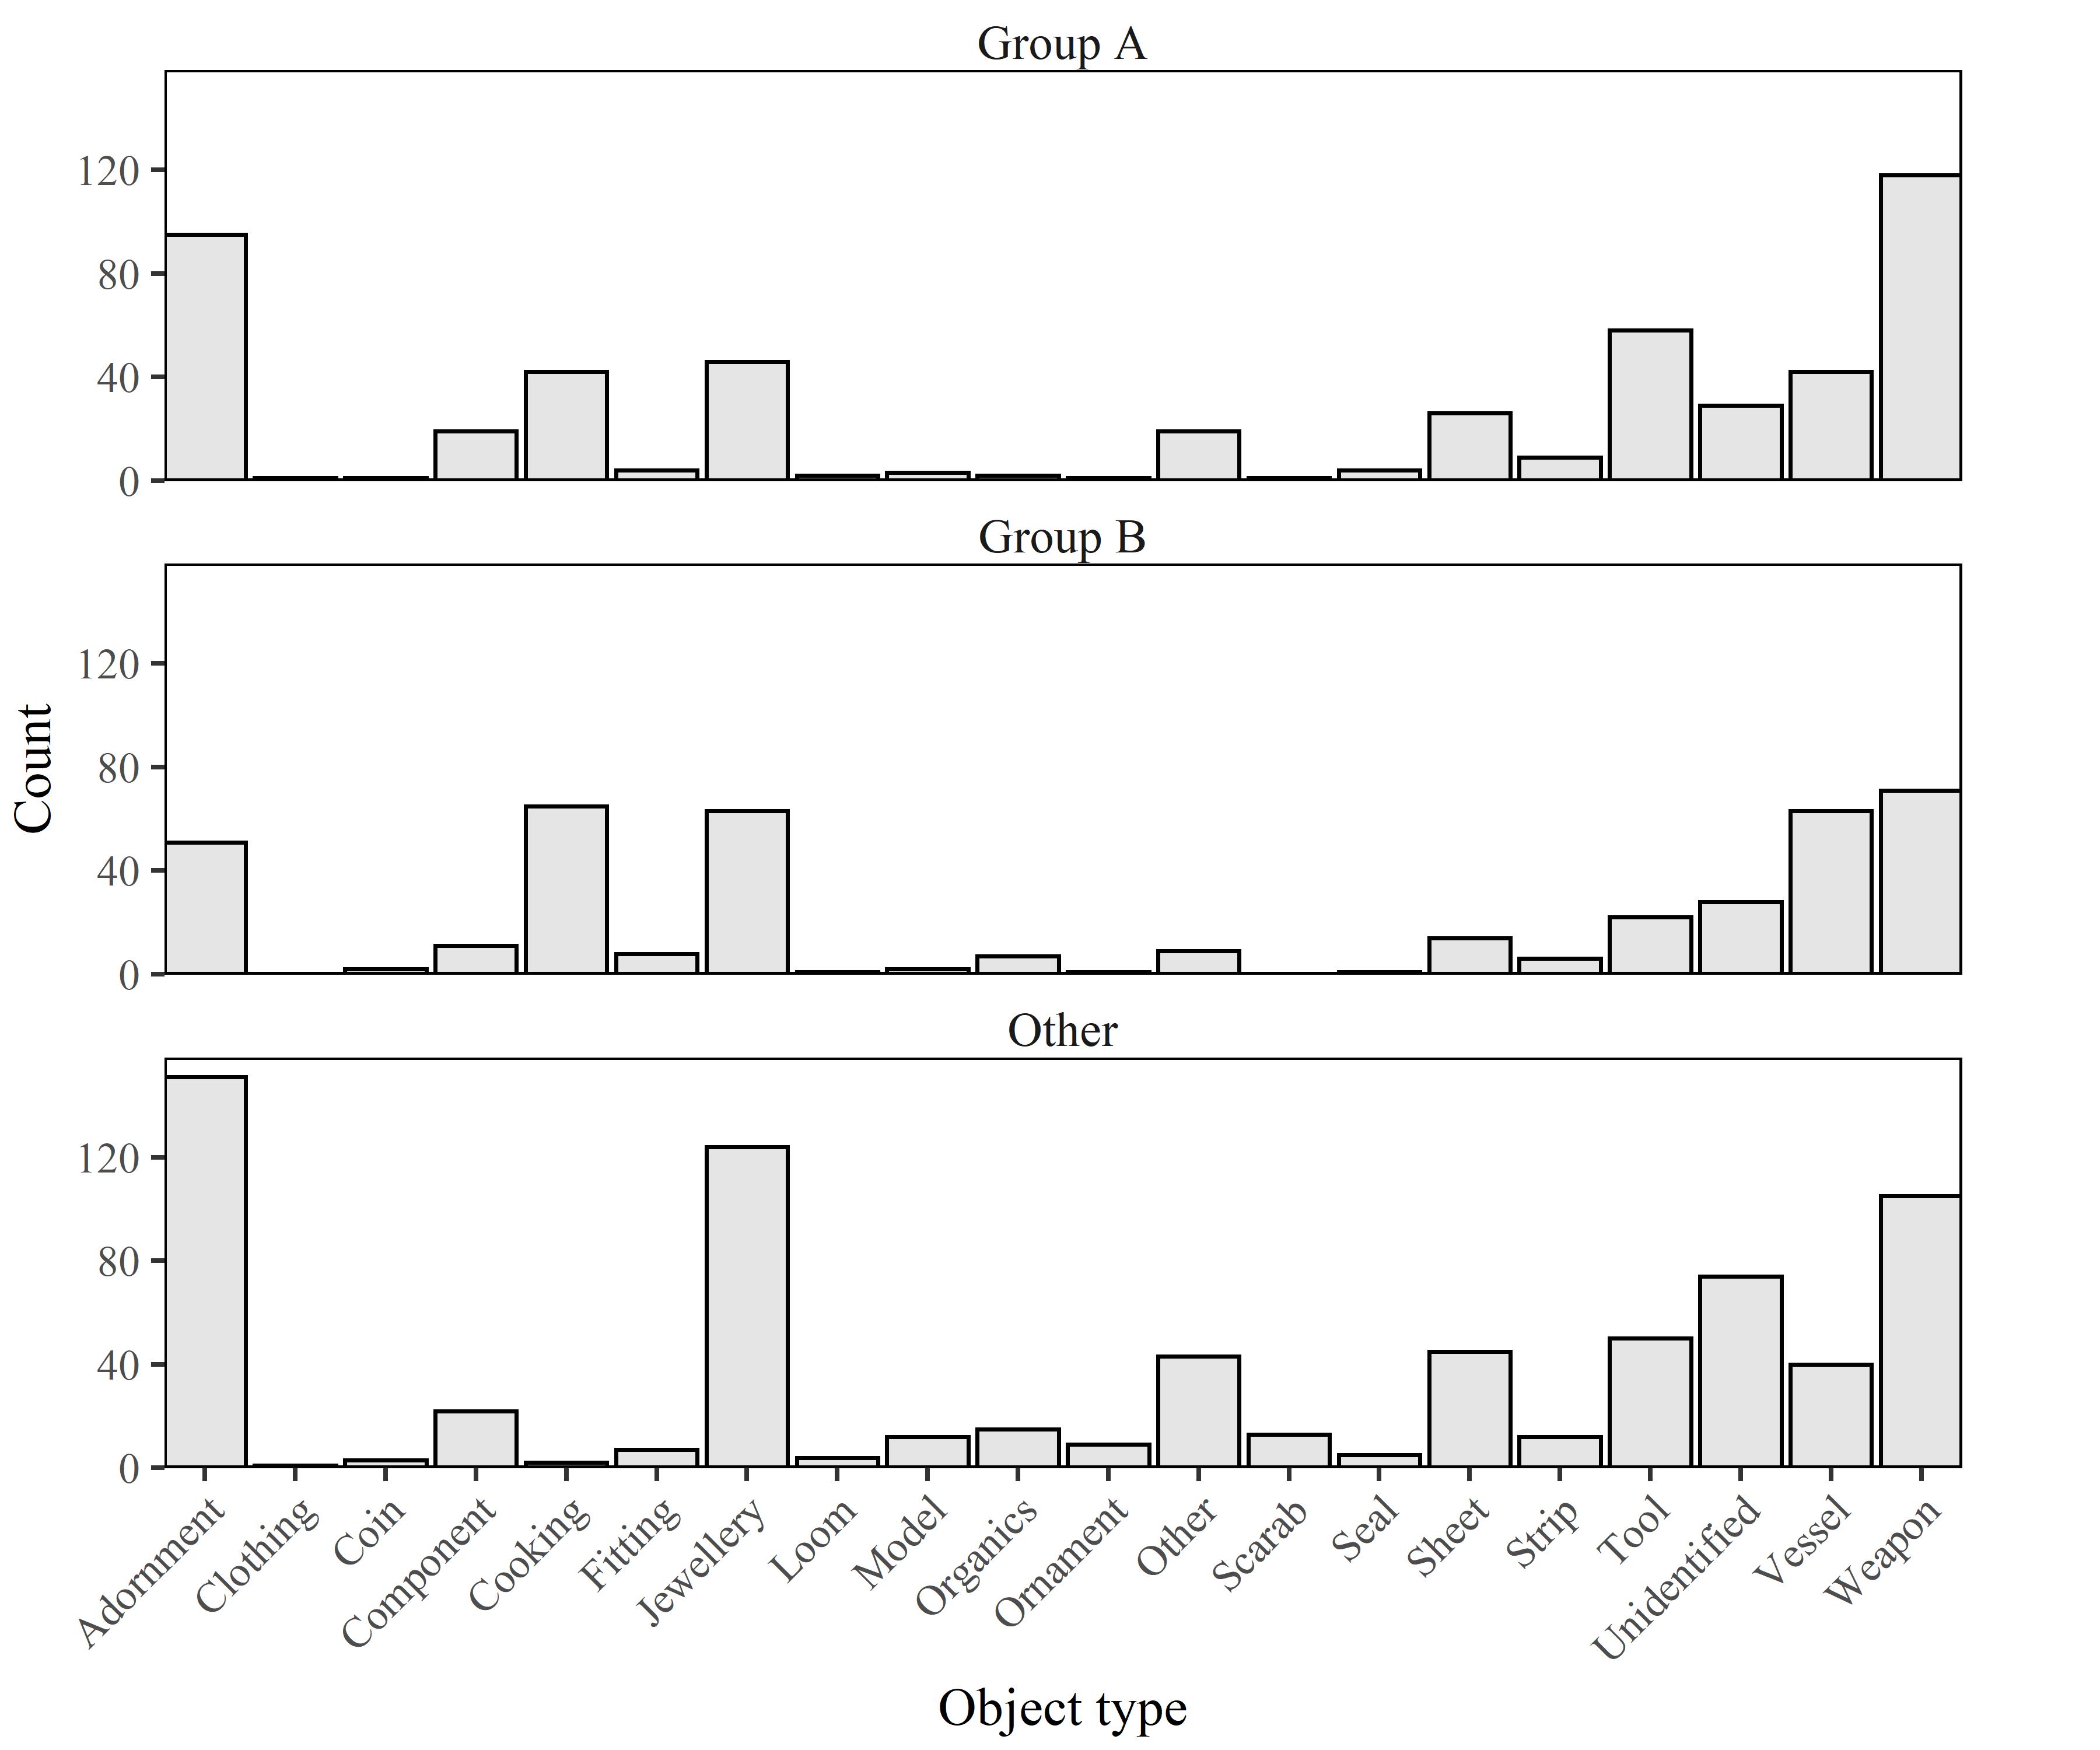 Group A
120
80
40
0
Group B
120
80
40
0
Count
Other
120
80
40
0
Adornment
Clothing
Coin
Component
Cooking
Fitting
Jewellery
Loom
Model
Organics
Ornament
Other
Scarab
Seal
Sheet
Strip
Tool
Unidentified
Vessel
Weapon
Object type